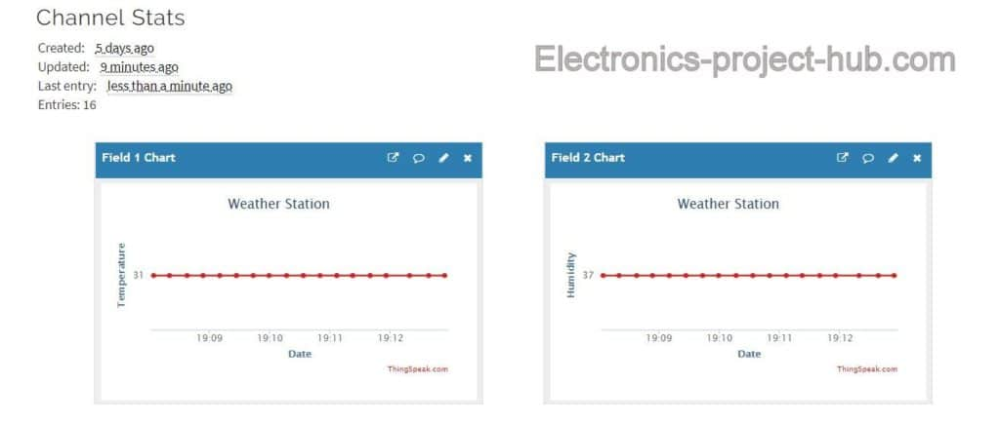 Channel Stats
Created: 5 days ago
Updated: 9 minutes ago
Last entry: less than a minute ago
Entries: 16
Electronics-project-hub.com
Field 1 Chart
Weather Station
Temperature
31
19:09 19:10 19:11 19:12
Date
ThingSpeak.com
Field 2 Chart
Weather Station
Humidity
37
19:09 19:10 19:11 19:12
Date
ThingSpeak.com